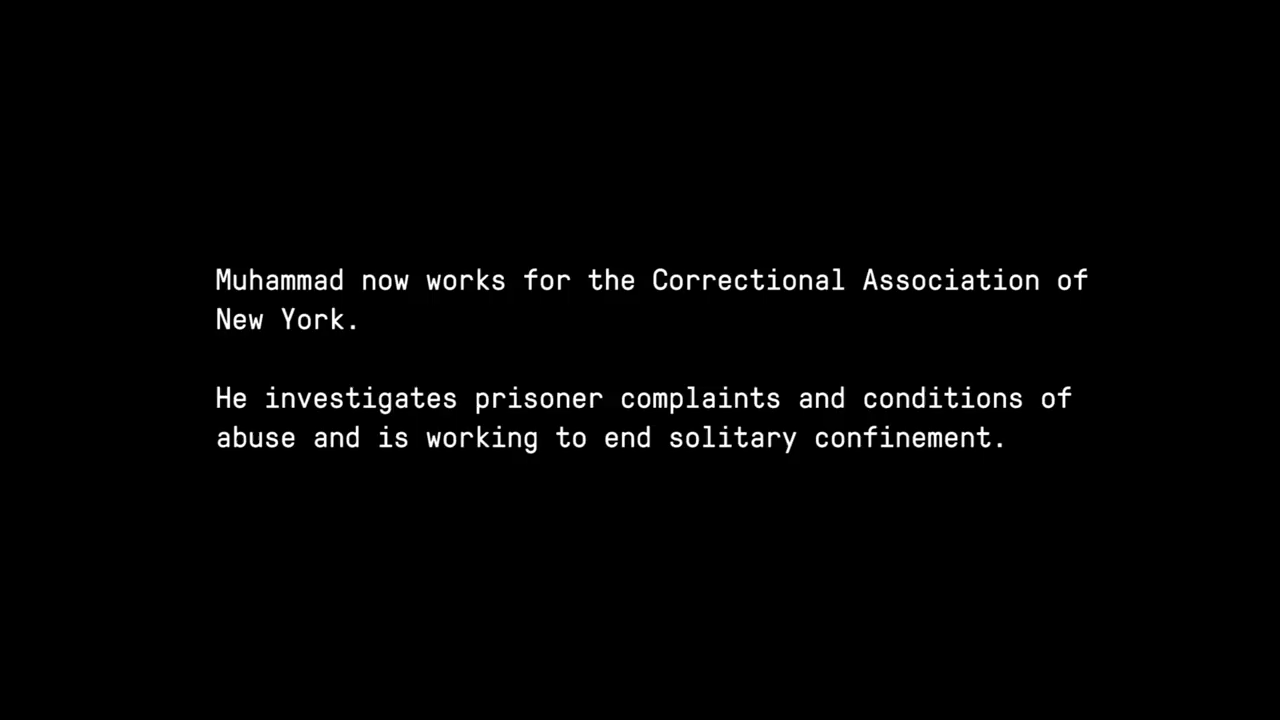 Muhammad now works for the Correctional Association of
New York.
He investigates prisoner complaints and conditions of
abuse and is working to end solitary confinement.